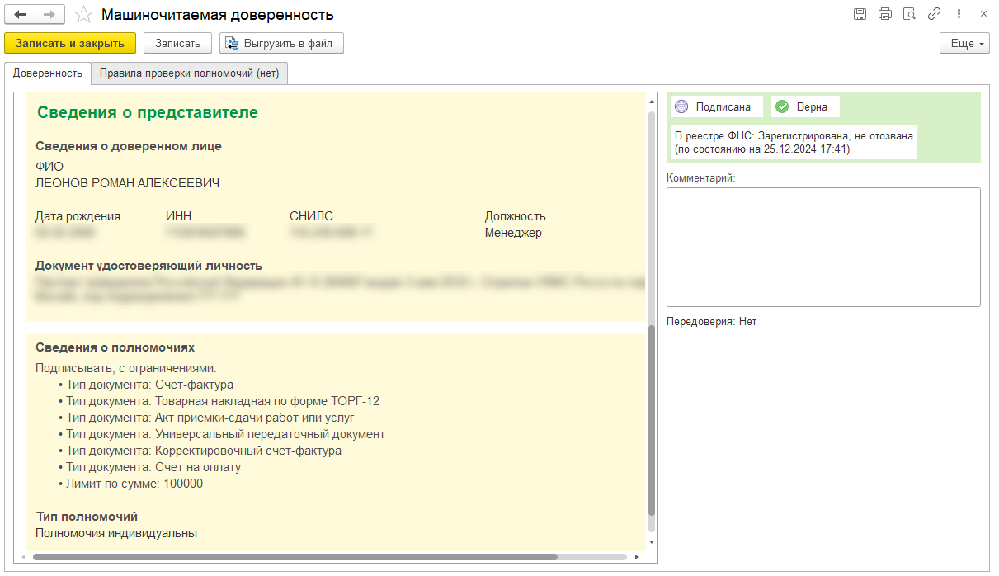 Машиночитаемая доверенность
Записать и закрыть
Записать
Выгрузить в файл
Еще
Доверенность
Правила проверки полномочий (нет)
Сведения о представителе
Сведения о доверенном лице
ФИО
ЛЕОНОВ РОМАН АЛЕКСЕЕВИЧ
Дата рождения ИНН СНИЛС Должность
Менеджер
Документ удостоверяющий личность
Сведения о полномочиях
Подписывать, с ограничениями:
• Тип документа: Счет-фактура
• Тип документа: Товарная накладная по форме ТОРГ-12
• Тип документа: Акт приемки-сдачи работ или услуг
• Тип документа: Универсальный передаточный документ
• Тип документа: Корректировочный счет-фактура
• Тип документа: Счет на оплату
• Лимит по сумме: 100000
Тип полномочий
Полномочия индивидуальны
Подписана
Верна
В реестре ФНС: Зарегистрирована, не отозвана
(по состоянию на 25.12.2024 17:41)
Комментарий:
Передоверия: Нет